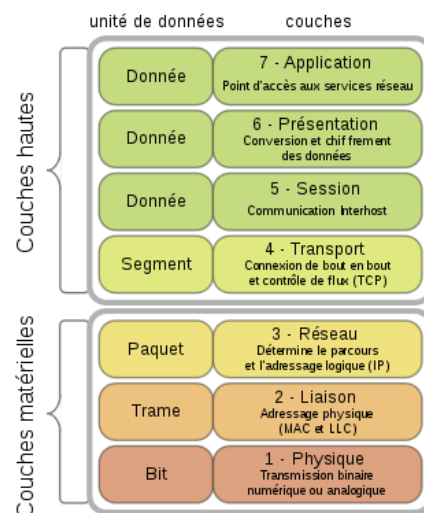 unité de données couches
Couches hautes
Donnée
7 - Application
Point d'accès aux services réseau
Donnée
6 - Présentation
Conversion et chiffrement
des données
Donnée
5 - Session
Communication Interhost
Segment
4 - Transport
Connexion de bout en bout
et contrôle de flux (TCP)
Couches matérielles
Paquet
3 - Réseau
Détermine le parcours
et l'adressage logique (IP)
Trame
2 - Liaison
Adressage physique
(MAC et LLC)
Bit
1 - Physique
Transmission binaire
numérique ou analogique